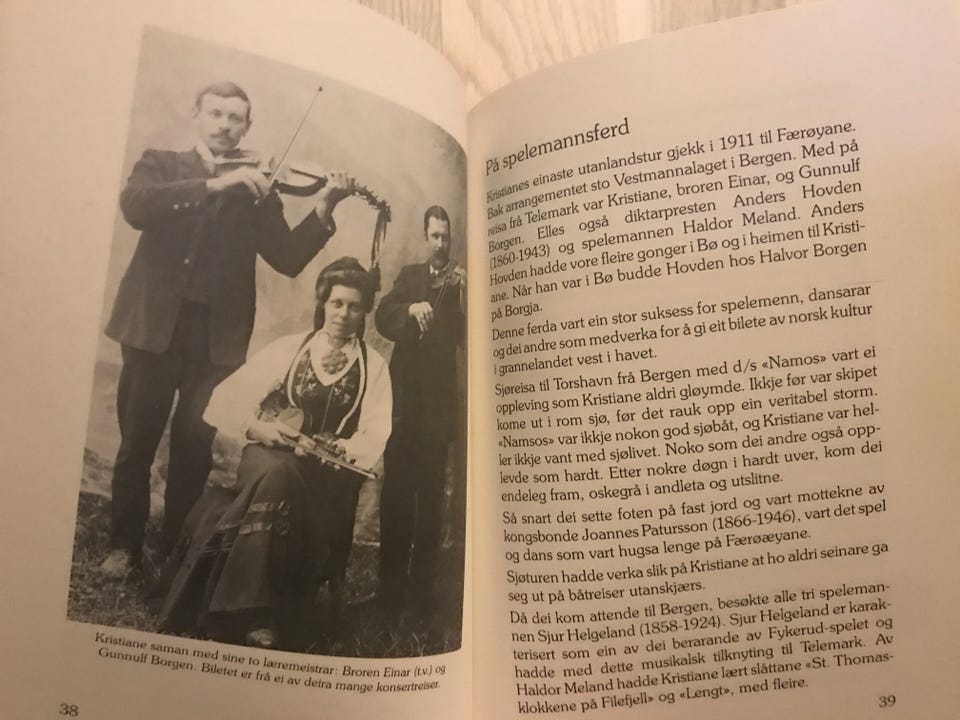 Kristiane saman med sine to læremeistrar: Broren Einar (t.v.) og
Gunnulf Borgen. Biletet er frå ei av deira mange konsertreiser.
38
På spelemannsferd
Kristianes einaste utanlandstur gjekk i 1911 til Færøyane.
Bak arrangementet sto Vestmannalaget i Bergen. Med på
reisa frå Telemark var Kristiane, broren Einar, og Gunnulf
Borgen. Elles også diktarpresten Anders Hovden
(1860-1943) og spelemannen Haldor Meland. Anders
Hovden hadde vore fleire gonger i Bø og i heimen til Kristi-
ane. Når han var i Bø budde Hovden hos Halvor Borgen
på Borgja.
Denne ferda vart ein stor suksess for spelemenn, dansarar
og dei andre som medverka for å gi eit bilete av norsk kultur
i grannelandet vest i havet.
Sjøreisa til Torshavn frå Bergen med d/s «Namos» vart ei
oppleving som Kristiane aldri gløymde. Ikkje før var skipet
kome ut i rom sjø, før det rauk opp ein veritabel storm.
«Namsos» var ikkje nokon god sjøbåt, og Kristiane var hel-
ler ikkje vant med sjølivet. Noko som dei andre også opp-
levde som hardt. Etter nokre døgn i hardt uver, kom dei
endeleg fram, oskegrå i andleta og utslitne.
Så snart dei sette foten på fast jord og vart mottekne av
kongsbonde Joannes Patursson (1866-1946), vart det spel
og dans som vart hugsa lenge på Færøæyane.
Sjøturen hadde verka slik på Kristiane at ho aldri seinare ga
seg ut på båtreiser utanskjærs.
Då dei kom attende til Bergen, besøkte alle tri speleman-
nen Sjur Helgeland (1858-1924). Sjur Helgeland var karak-
terisert som ein av dei berarande av Fykerud-spelet og
hadde med dette musikalsk tilknyting til Telemark. Av
Haldor Meland hadde Kristiane lært slåttane «St. Thomas-
klokkene på Filefjell» og «Lengt», med fleire.
39